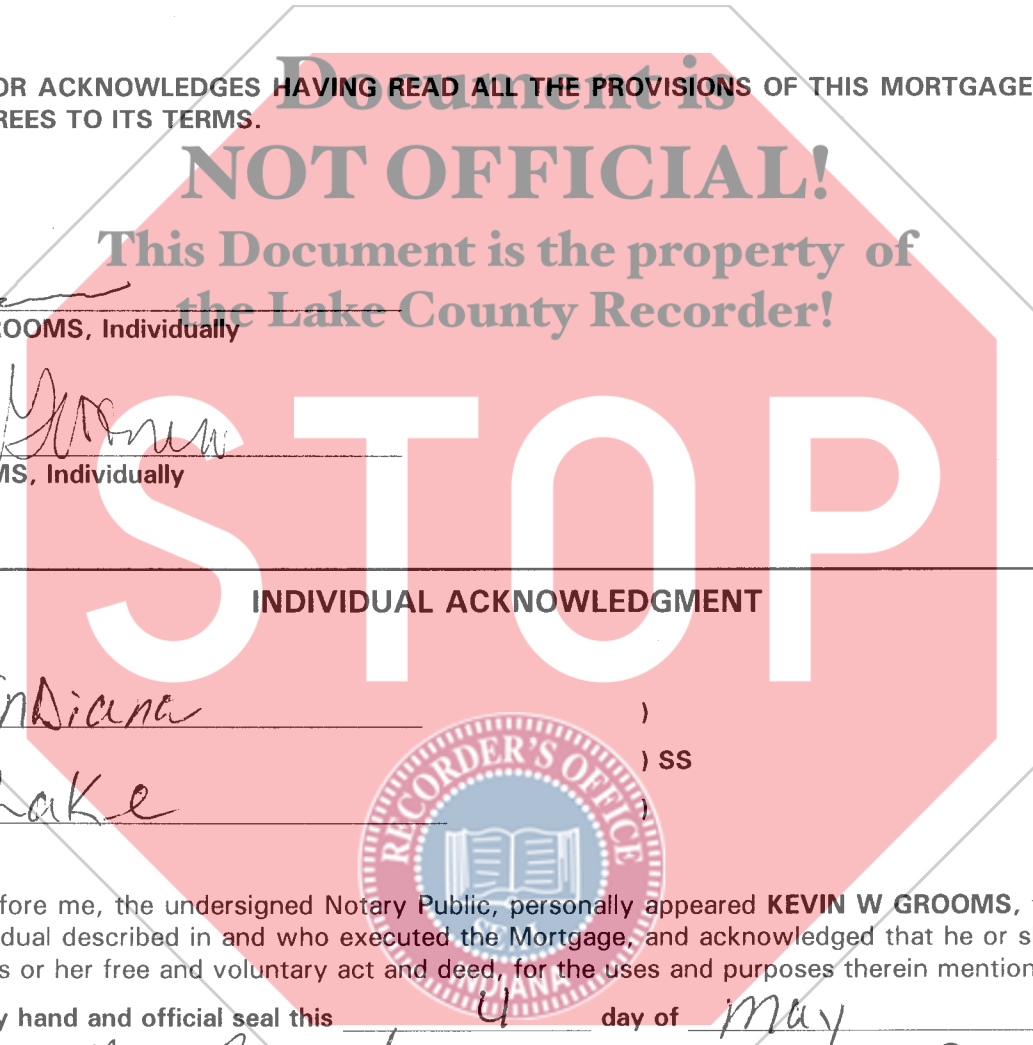 Document is
OR ACKNOWLEDGES HAVING READ ALL THE PROVISIONS OF THIS MORTGAGE
REES TO ITS TERMS.
NOT OFFICIAL!
This Document is the property of
the Lake County Recorder!
ROOMS, Individually
Grooms
MS, Individually
STOP
INDIVIDUAL ACKNOWLEDGMENT
InDiana )
) SS
Lake )
RECORDER'S OFFICE
SEAL
INDIANA
fore me, the undersigned Notary Public, personally appeared KEVIN W GROOMS,
dual described in and who executed the Mortgage, and acknowledged that he or s
s or her free and voluntary act and deed, for the uses and purposes therein mention
y hand and official seal this 4 day of May